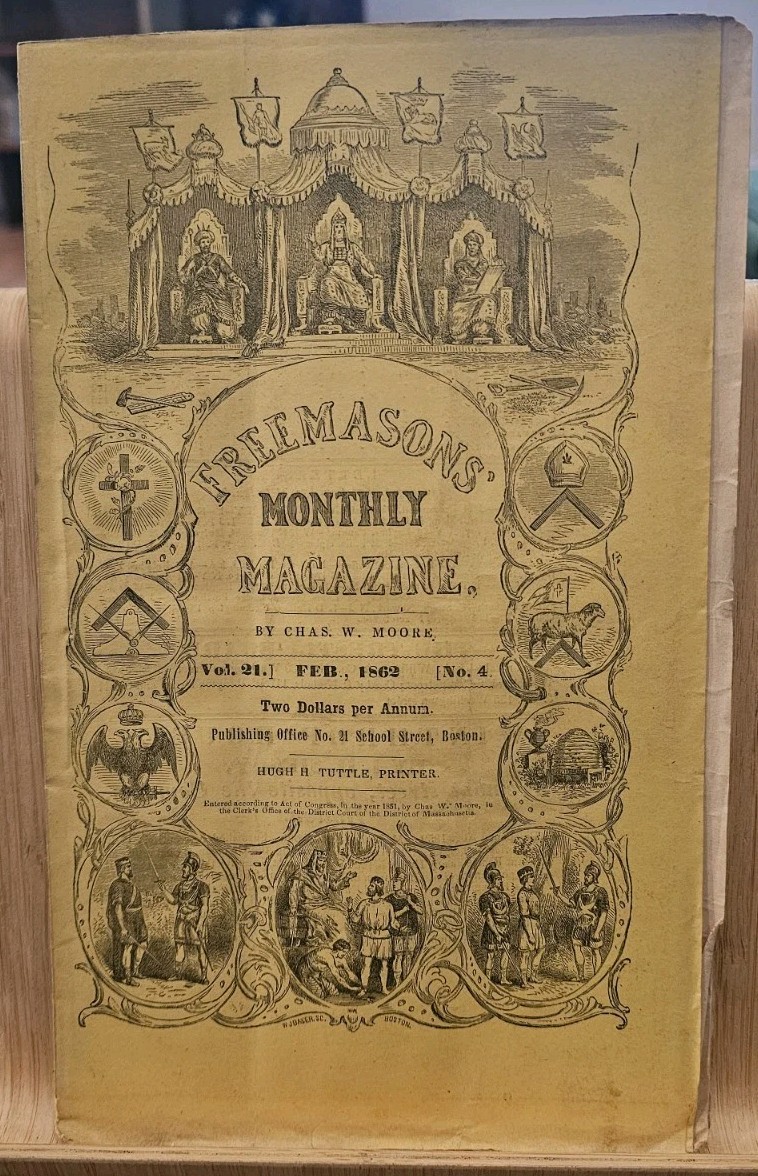 FREEMASONS'
MONTHLY
MAGAZINE.
BY CHAS. W. MOORE.
Vol. 21.] FEB., 1862 [No. 4.
Two Dollars per Annum.
Publishing Office No. 21 School Street, Boston.
HUGH H TUTTLE, PRINTER.
Entered according to Act of Congress, in the year 1851, by Chas W. Moore, in
the Clerk's Office of the District Court of the District of Massachusetts.
BOSTON.